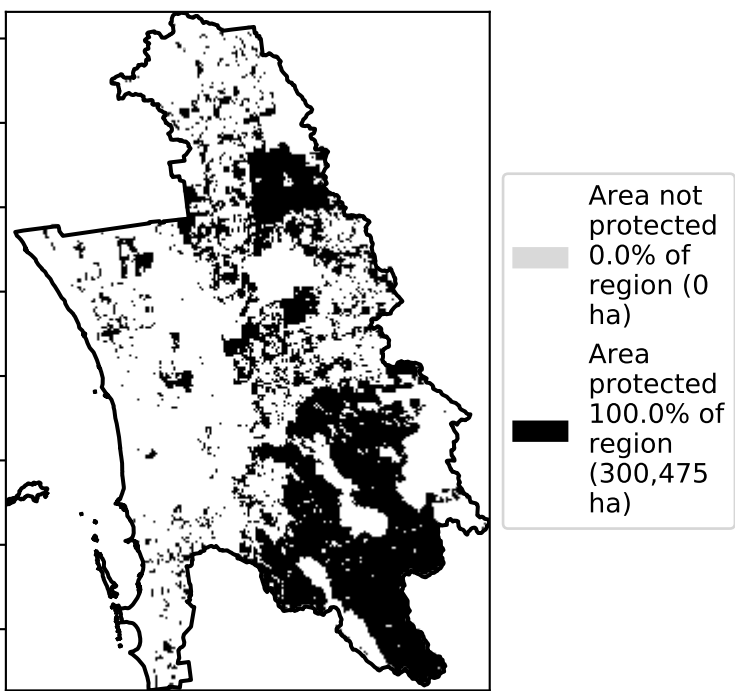 Area not
protected
0.0% of
region (0
ha)
Area
protected
100.0% of
region
(300,475
ha)